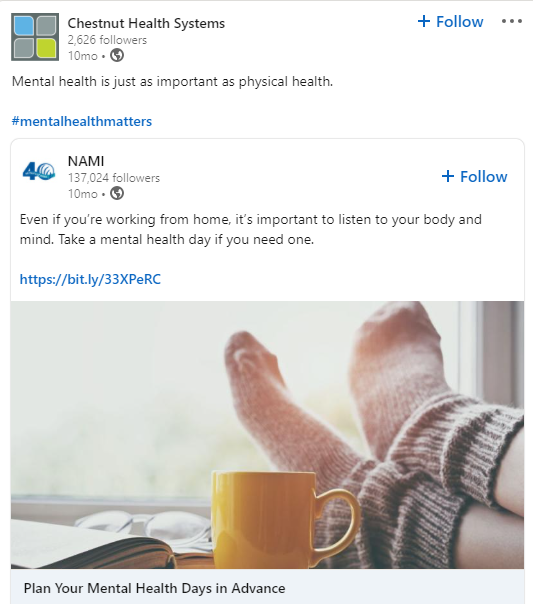 Chestnut Health Systems
+ Follow
2,626 followers
10mo •
Mental health is just as important as physical health.
#mentalhealthmatters
40
NAMI
137,024 followers
10mo •
+ Follow
Even if you’re working from home, it’s important to listen to your body and
mind. Take a mental health day if you need one.
https://bit.ly/33XPeRC
Plan Your Mental Health Days in Advance